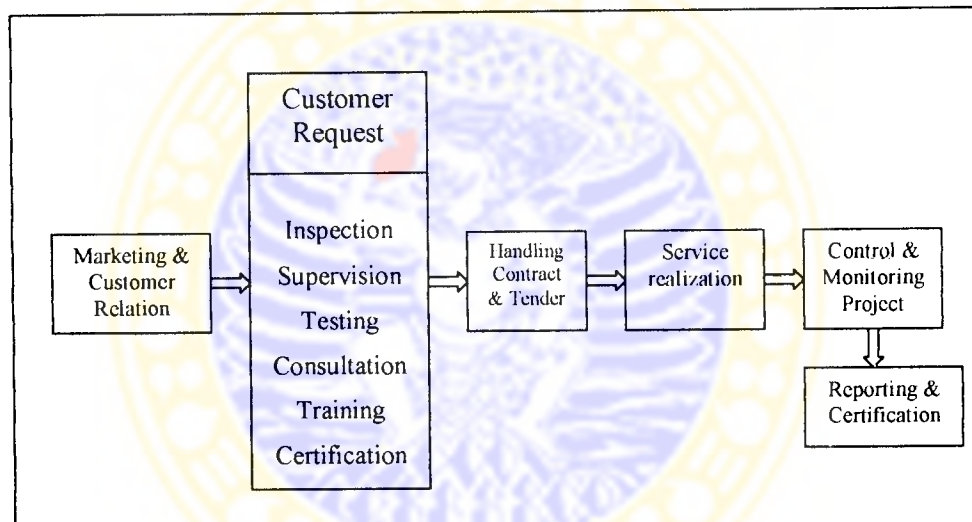 Marketing &
Customer
Relation
Customer
Request
Inspection
Supervision
Testing
Consultation
Training
Certification
Handling
Contract
& Tender
Service
realization
Control &
Monitoring
Project
Reporting &
Certification